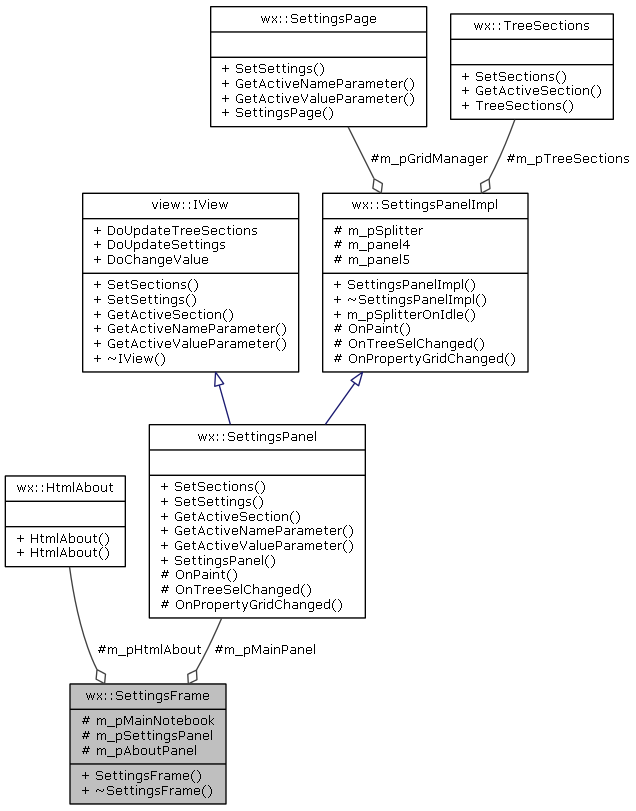 wx::SettingsPage
+ SetSettings()
+ GetActiveNameParameter()
+ GetActiveValueParameter()
+ SettingsPage()
wx::TreeSections
+ SetSections()
+ GetActiveSection()
+ TreeSections()
#m_pGridManager
#m_pTreeSections
view::IView
+ DoUpdateTreeSections
+ DoUpdateSettings
+ DoChangeValue
+ SetSections()
+ SetSettings()
+ GetActiveSection()
+ GetActiveNameParameter()
+ GetActiveValueParameter()
+ ~IView()
wx::SettingsPanelImpl
# m_pSplitter
# m_panel4
# m_panel5
+ SettingsPanelImpl()
+ ~SettingsPanelImpl()
+ m_pSplitterOnIdle()
# OnPaint()
# OnTreeSelChanged()
# OnPropertyGridChanged()
wx::SettingsPanel
+ SetSections()
+ SetSettings()
+ GetActiveSection()
+ GetActiveNameParameter()
+ GetActiveValueParameter()
+ SettingsPanel()
# OnPaint()
# OnTreeSelChanged()
# OnPropertyGridChanged()
wx::HtmlAbout
+ HtmlAbout()
+ HtmlAbout()
#m_pHtmlAbout
#m_pMainPanel
wx::SettingsFrame
# m_pMainNotebook
# m_pSettingsPanel
# m_pAboutPanel
+ SettingsFrame()
+ ~SettingsFrame()